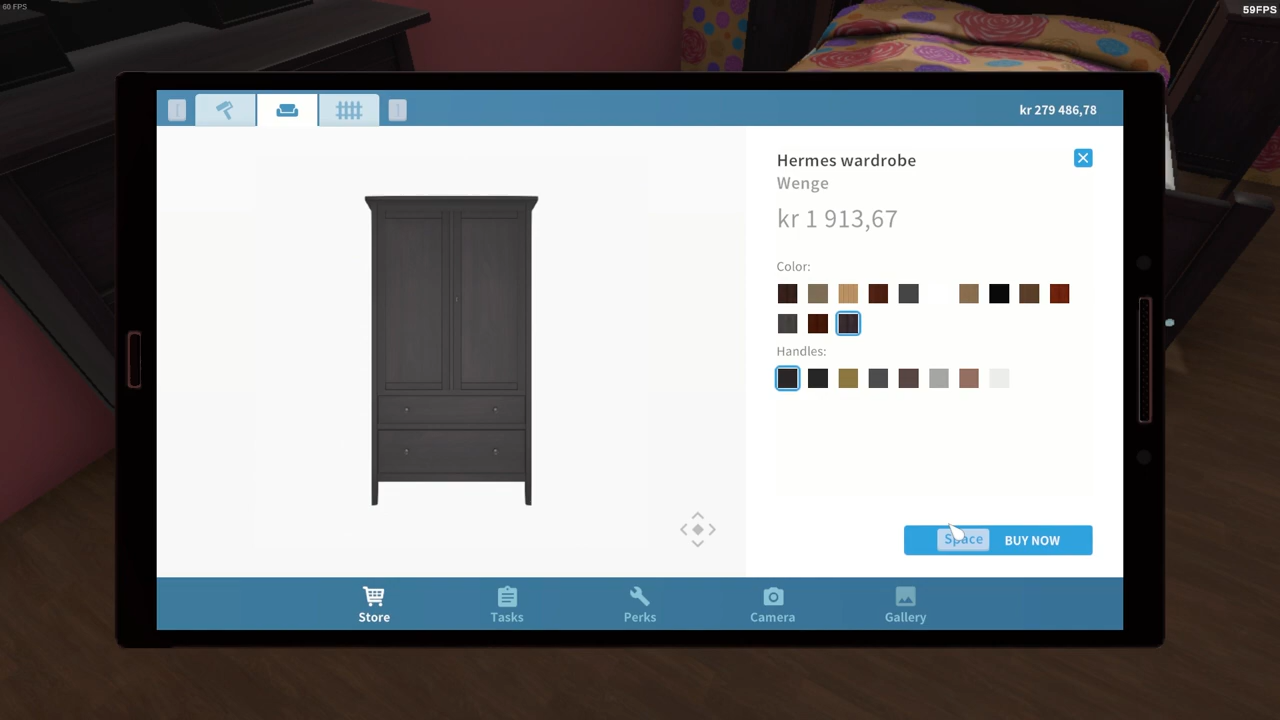 60 FPS
59FPS
kr 279 486,78
Hermes wardrobe
Wenge
kr 1 913,67
Color:
Handles:
Space BUY NOW
Store Tasks Perks Camera Gallery